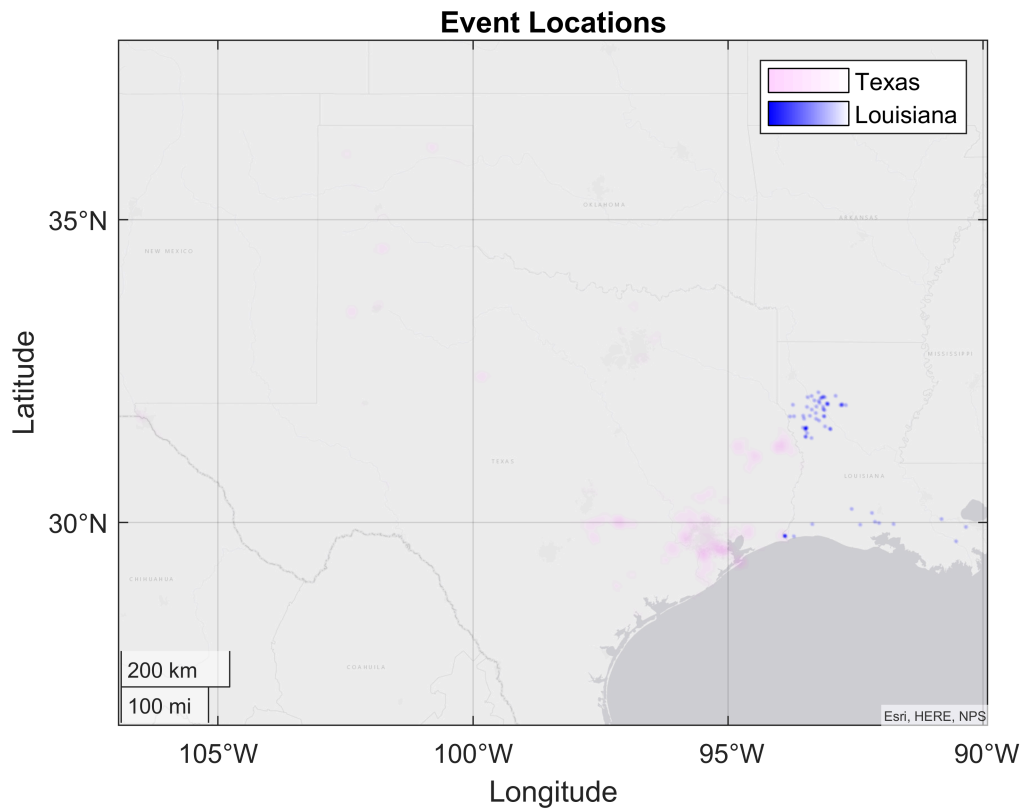 Event Locations
Texas
Louisiana
35°N
30°N
Latitude
OKLAHOMA
ARKANSAS
NEW MEXICO
MISSISSIPPI
TEXAS
LOUISIANA
CHIHUAHUA
COAHUILA
200 km
100 mi
Esri, HERE, NPS
105°W
100°W
95°W
90°W
Longitude